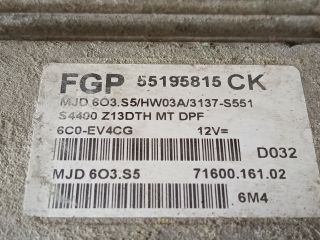 FGP 55195815 CK
MJD 6O3.S5/HW03A/3137-S551
S4400 Z13DTH MT DPF
6C0-EV4CG 12V=
D032
MJD 6O3.S5 71600.161.02
6M4